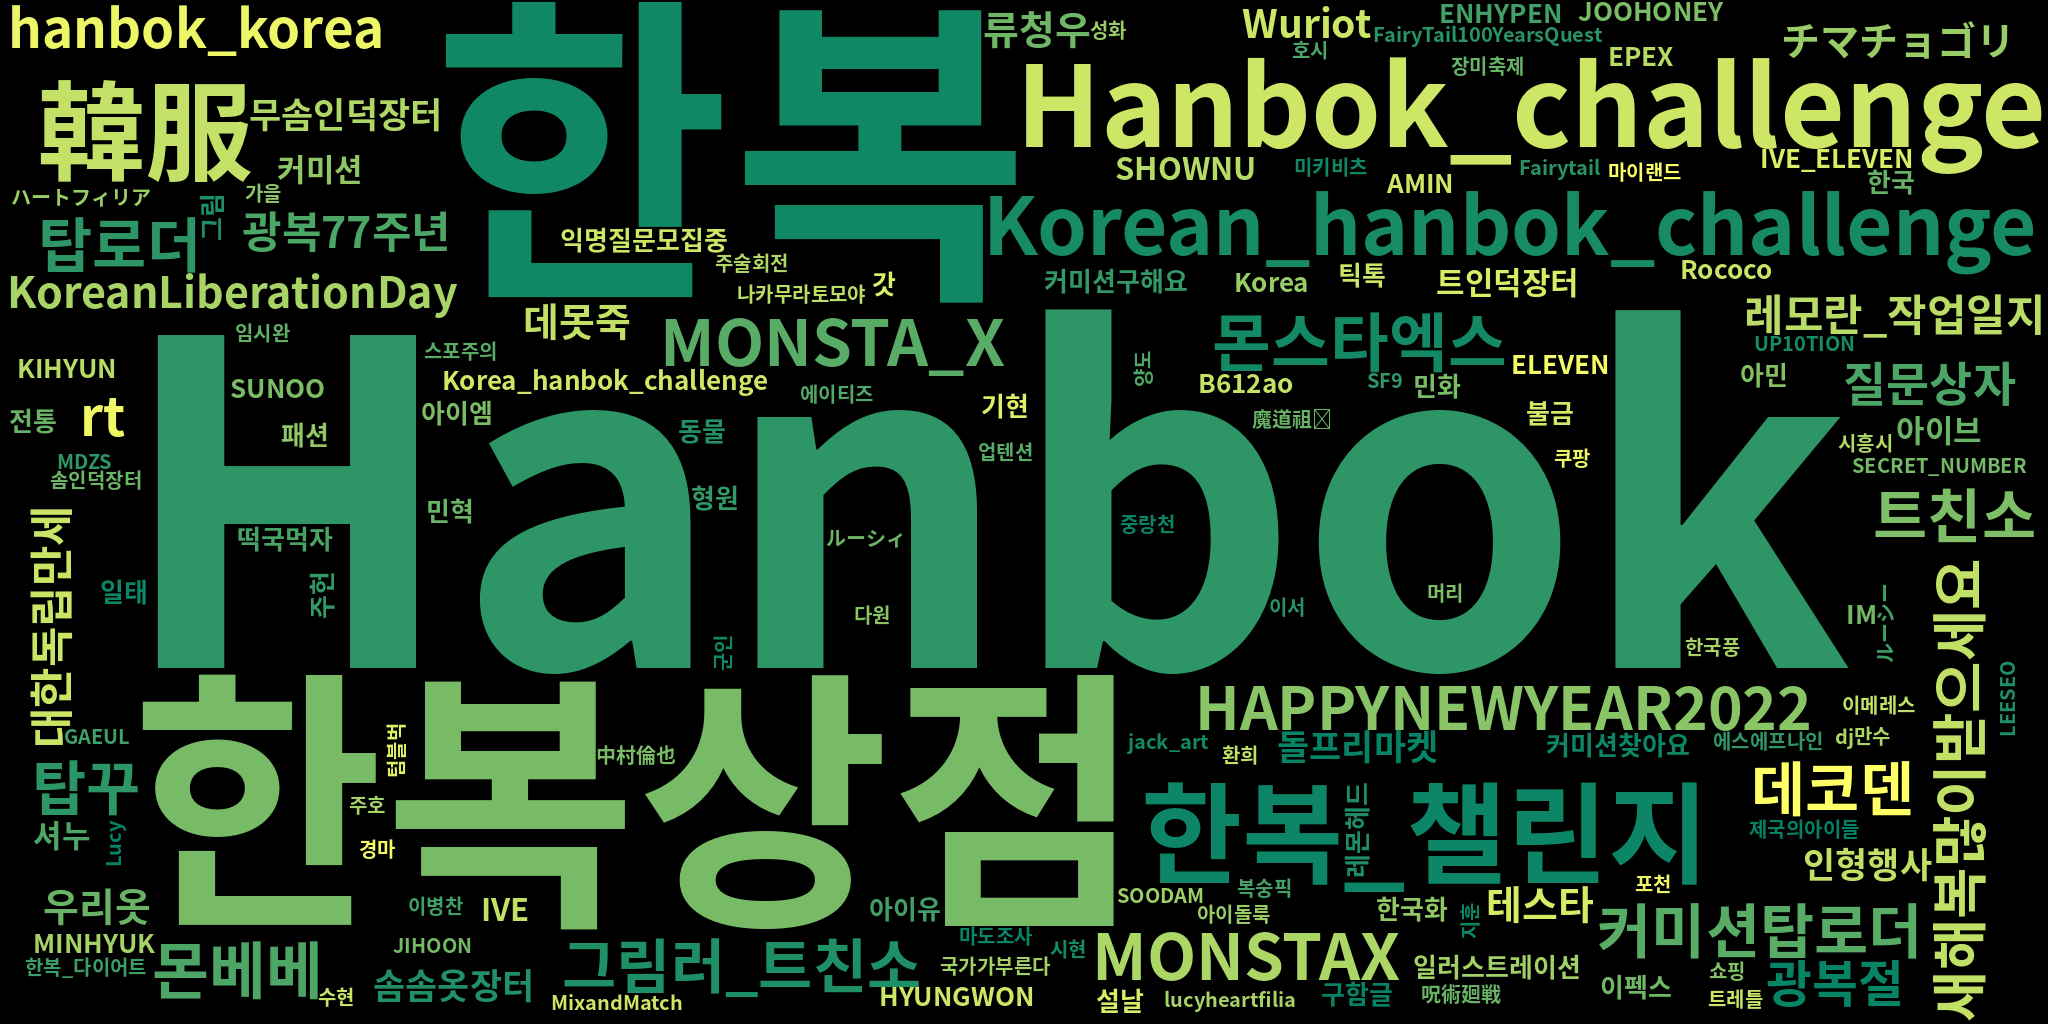 hanbok_korea
한복
류청우
성화
Wuriot
호시
ENHYPEN
JOOHONEY
FairyTail100YearsQuest
장미축제
EPEX
チマチョゴリ
韓服
무솜인덕장터
커미션
Hanbok_challenge
SHOWNU
미키비츠
AMIN
Fairytail
마이랜드
IVE_ELEVEN
한국
ハートフィリア
그림
가을
탑로더
광복77주년
익명질문모집중
주술회전
나카무라토모야
갓
Korean_hanbok_challenge
커미션구해요
Korea
틱톡
트인덕장터
Rococo
KoreanLiberationDay
임시완
데못죽
MONSTA_X
몬스타엑스
레모란_작업일지
UP10TION
KIHYUN
스포주의
SUNOO
Korea_hanbok_challenge
에이티즈
양도
B612ao
SF9
민화
ELEVEN
아민
질문상자
전통
rt
패션
아이엠
동물
기현
魔道祖
불금
아이브
MDZS
솜인덕장터
업텐션
쿠팡
시흥시
SECRET_NUMBER
Hanbok
민혁
형원
중랑천
트친소
대한독립만세
떡국먹자
ルーシィ
일태
주헌
다원
이서
머리
IM
ルーシー
군인
한국풍
새해복많이받으세요
LEESEO
GAEUL
한복상점
텀블벅
中村倫也
HAPPYNEWYEAR2022
이메레스
jack_art
환희
돌프리마켓
커미션찾아요
에스에프나인
dj만수
탑꾸
주호
데코덴
셔누
Lucy
경마
한복_챌린지
레몬헤드
제국의아이들
인형행사
우리옷
이병찬
IVE
아이유
SOODAM
복숭픽
아이돌룩
한국화
지훈
테스타
포천
커미션탑로더
MINHYUK
한복_다이어트
몬베베
수현
JIHOON
솜솜옷장터
그림러_트친소
MixandMatch
마도조사
국가가부른다
시현
HYUNGWON
MONSTAX
설날
lucyheartfilia
구함글
일러스트레이션
呪術廻戦
이펙스
쇼핑
트레틀
광복절